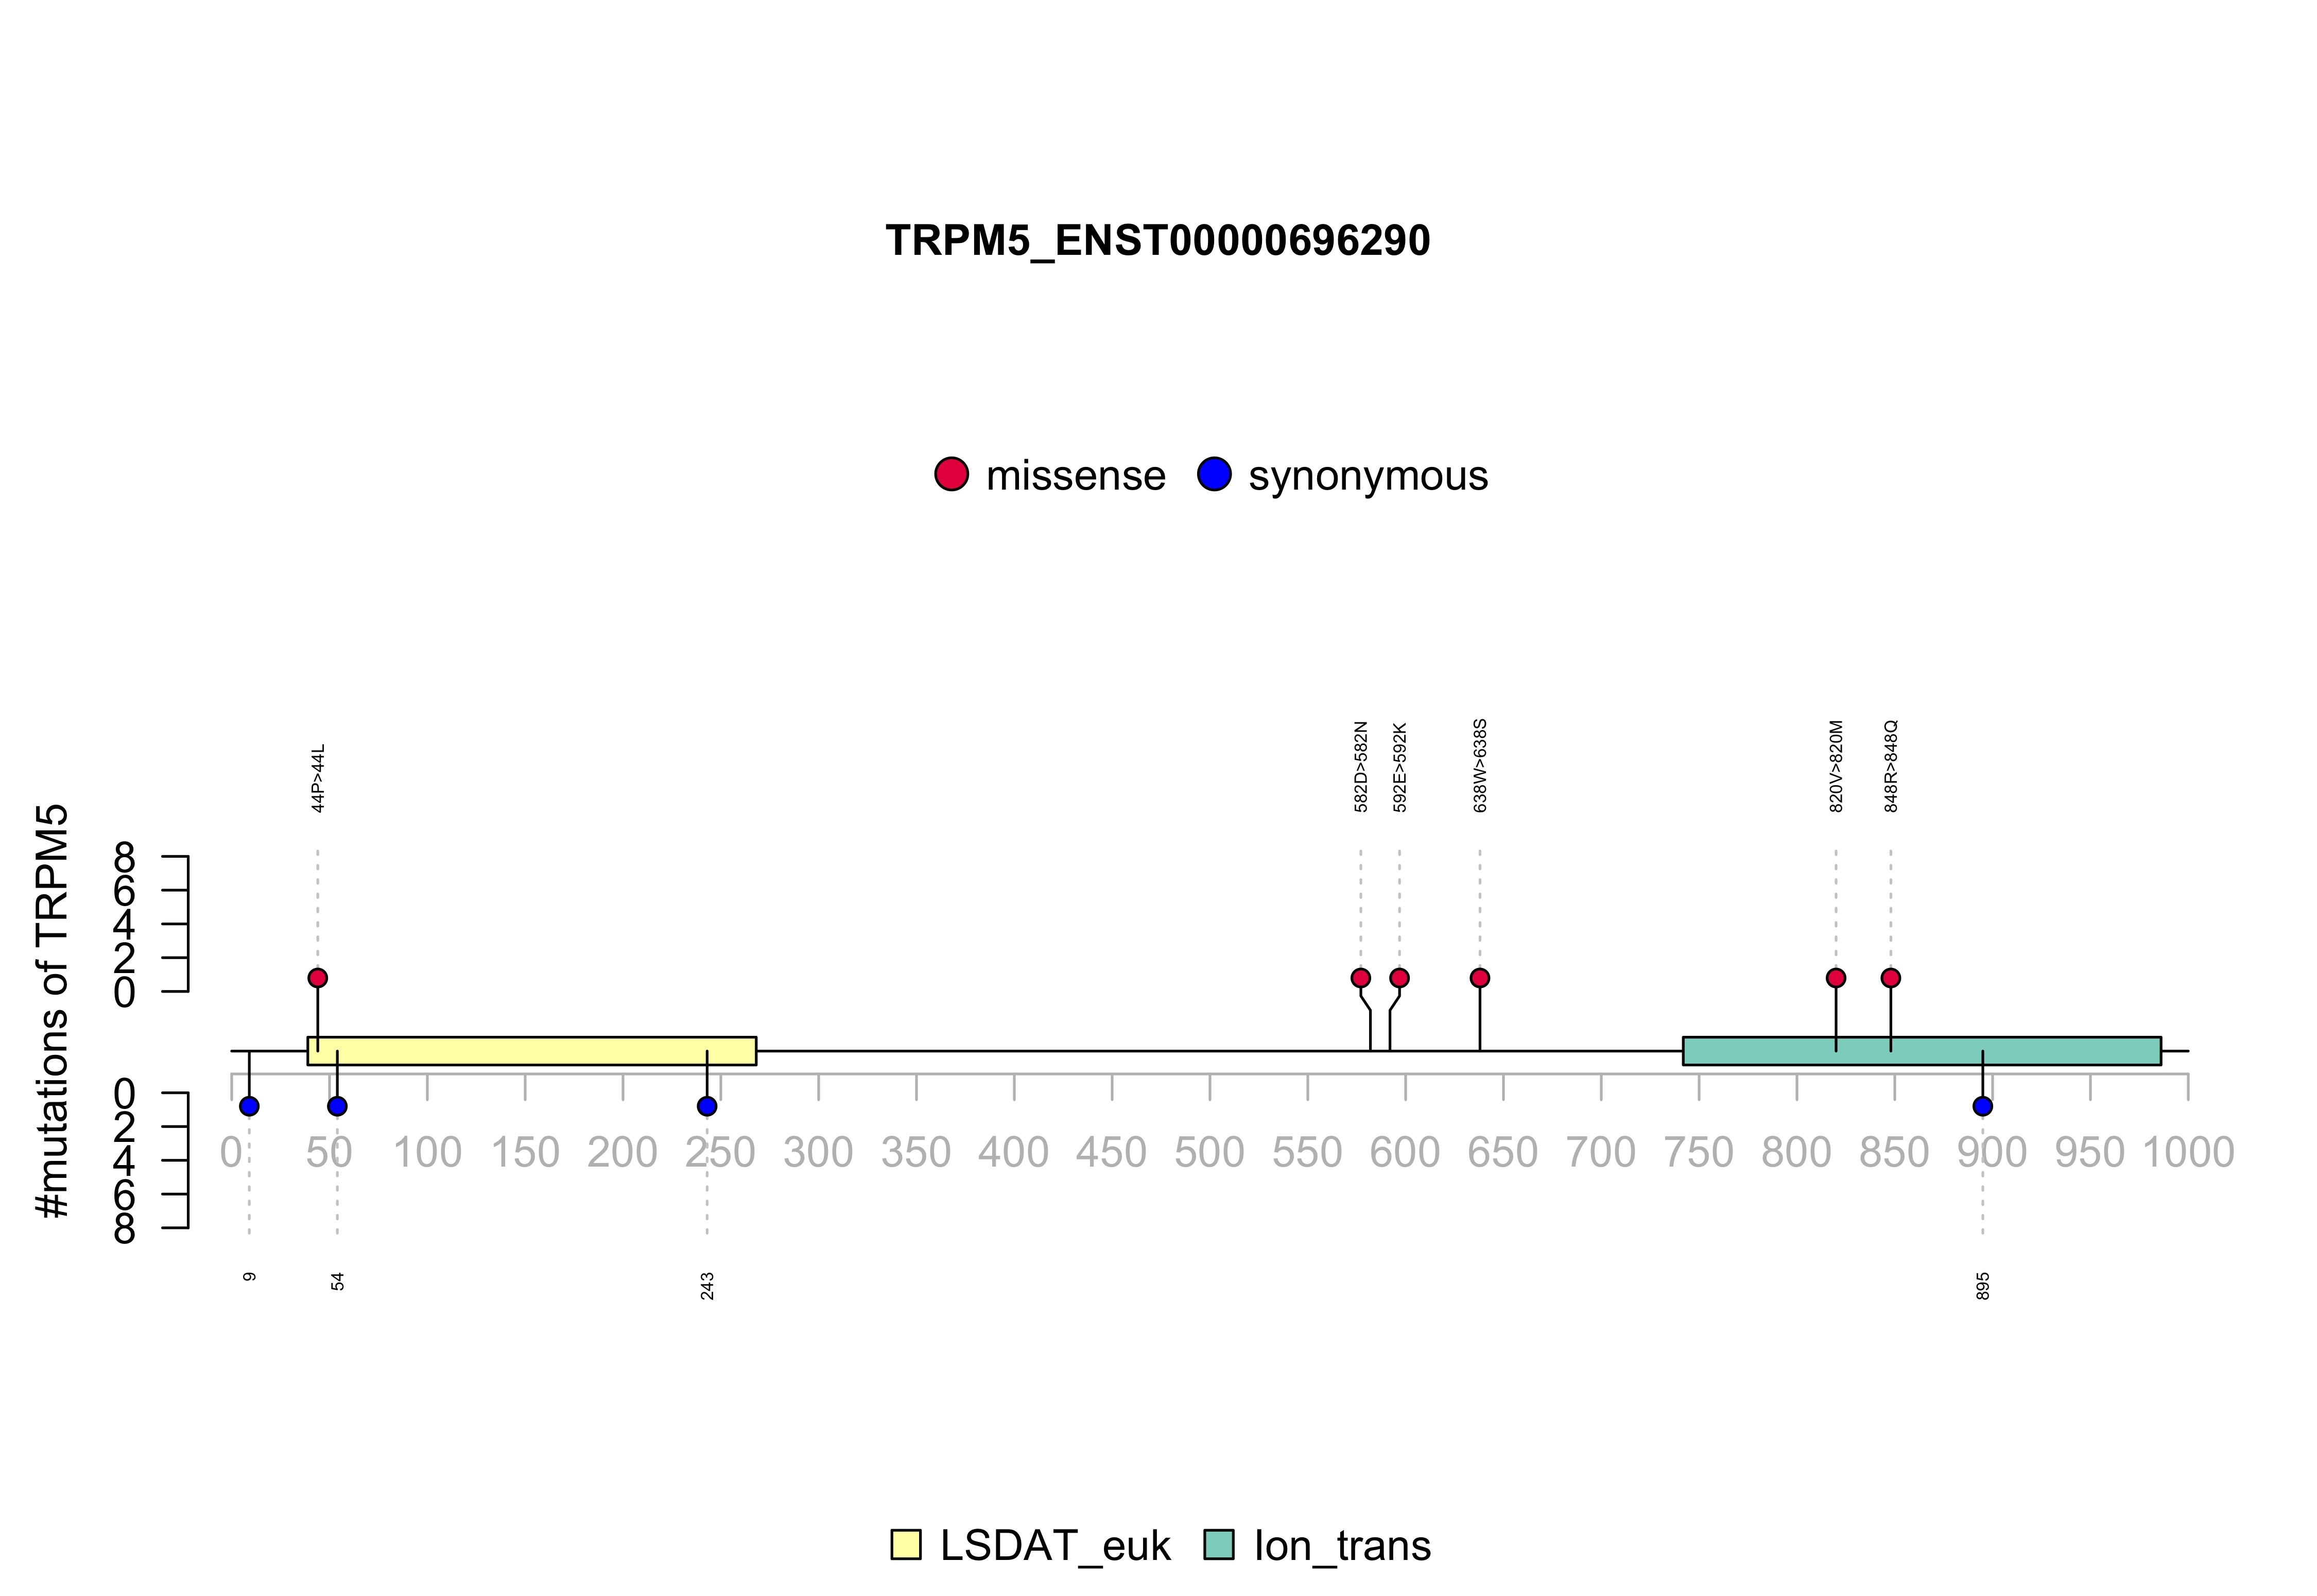 TRPM5_ENST00000696290
missense synonymous
44P>44L
582D>582N
592E>592K
638W>638S
820V>820M
848R>848Q
#mutations of TRPM5
8
6
4
2
0
0
2
4
6
8
0 50 100 150 200 250 300 350 400 450 500 550 600 650 700 750 800 850 900 950 1000
9
54
243
895
LSDAT_euk Ion_trans